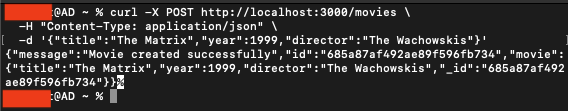 @AD ~ % curl -X POST http://localhost:3000/movies \
-H "Content-Type: application/json" \
[ -d '{"title":"The Matrix","year":1999,"director":"The Wachowskis"}' ]
{"message":"Movie created successfully","id":"685a87af492ae89f596fb734","movie":
{"title":"The Matrix","year":1999,"director":"The Wachowskis","_id":"685a87af492
ae89f596fb734"}}%
@AD ~ %